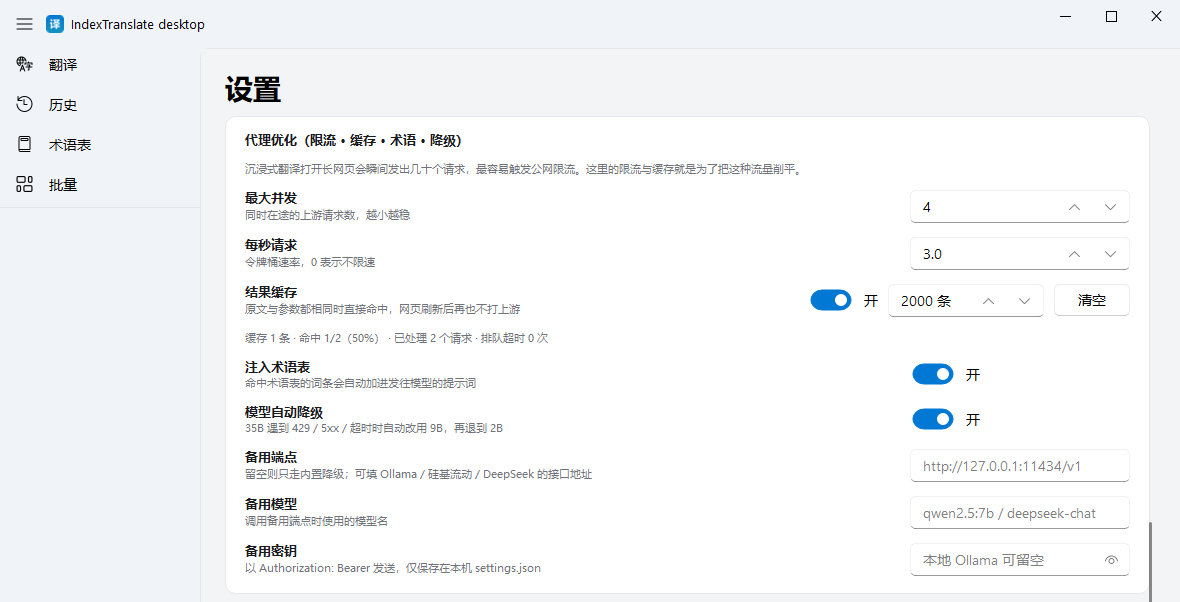 译 IndexTranslate desktop
翻译
历史
术语表
批量
设置
代理优化（限流 • 缓存 • 术语 • 降级）
沉浸式翻译打开长网页会瞬间发出几十个请求，最容易触发公网限流。这里的限流与缓存就是为了把这种流量削平。
最大并发
同时在途的上游请求数，越小越稳
4
每秒请求
令牌桶速率，0 表示不限速
3.0
结果缓存
原文与参数都相同时直接命中，网页刷新后再也不打上游
开
2000 条
清空
缓存 1 条 · 命中 1/2（50%） · 已处理 2 个请求 · 排队超时 0 次
注入术语表
命中术语表的词条会自动加进发往模型的提示词
开
模型自动降级
35B 遇到 429 / 5xx / 超时时自动改用 9B，再退到 2B
开
备用端点
留空则只走内置降级；可填 Ollama / 硅基流动 / DeepSeek 的接口地址
http://127.0.0.1:11434/v1
备用模型
调用备用端点时使用的模型名
qwen2.5:7b / deepseek-chat
备用密钥
以 Authorization: Bearer 发送，仅保存在本机 settings.json
本地 Ollama 可留空